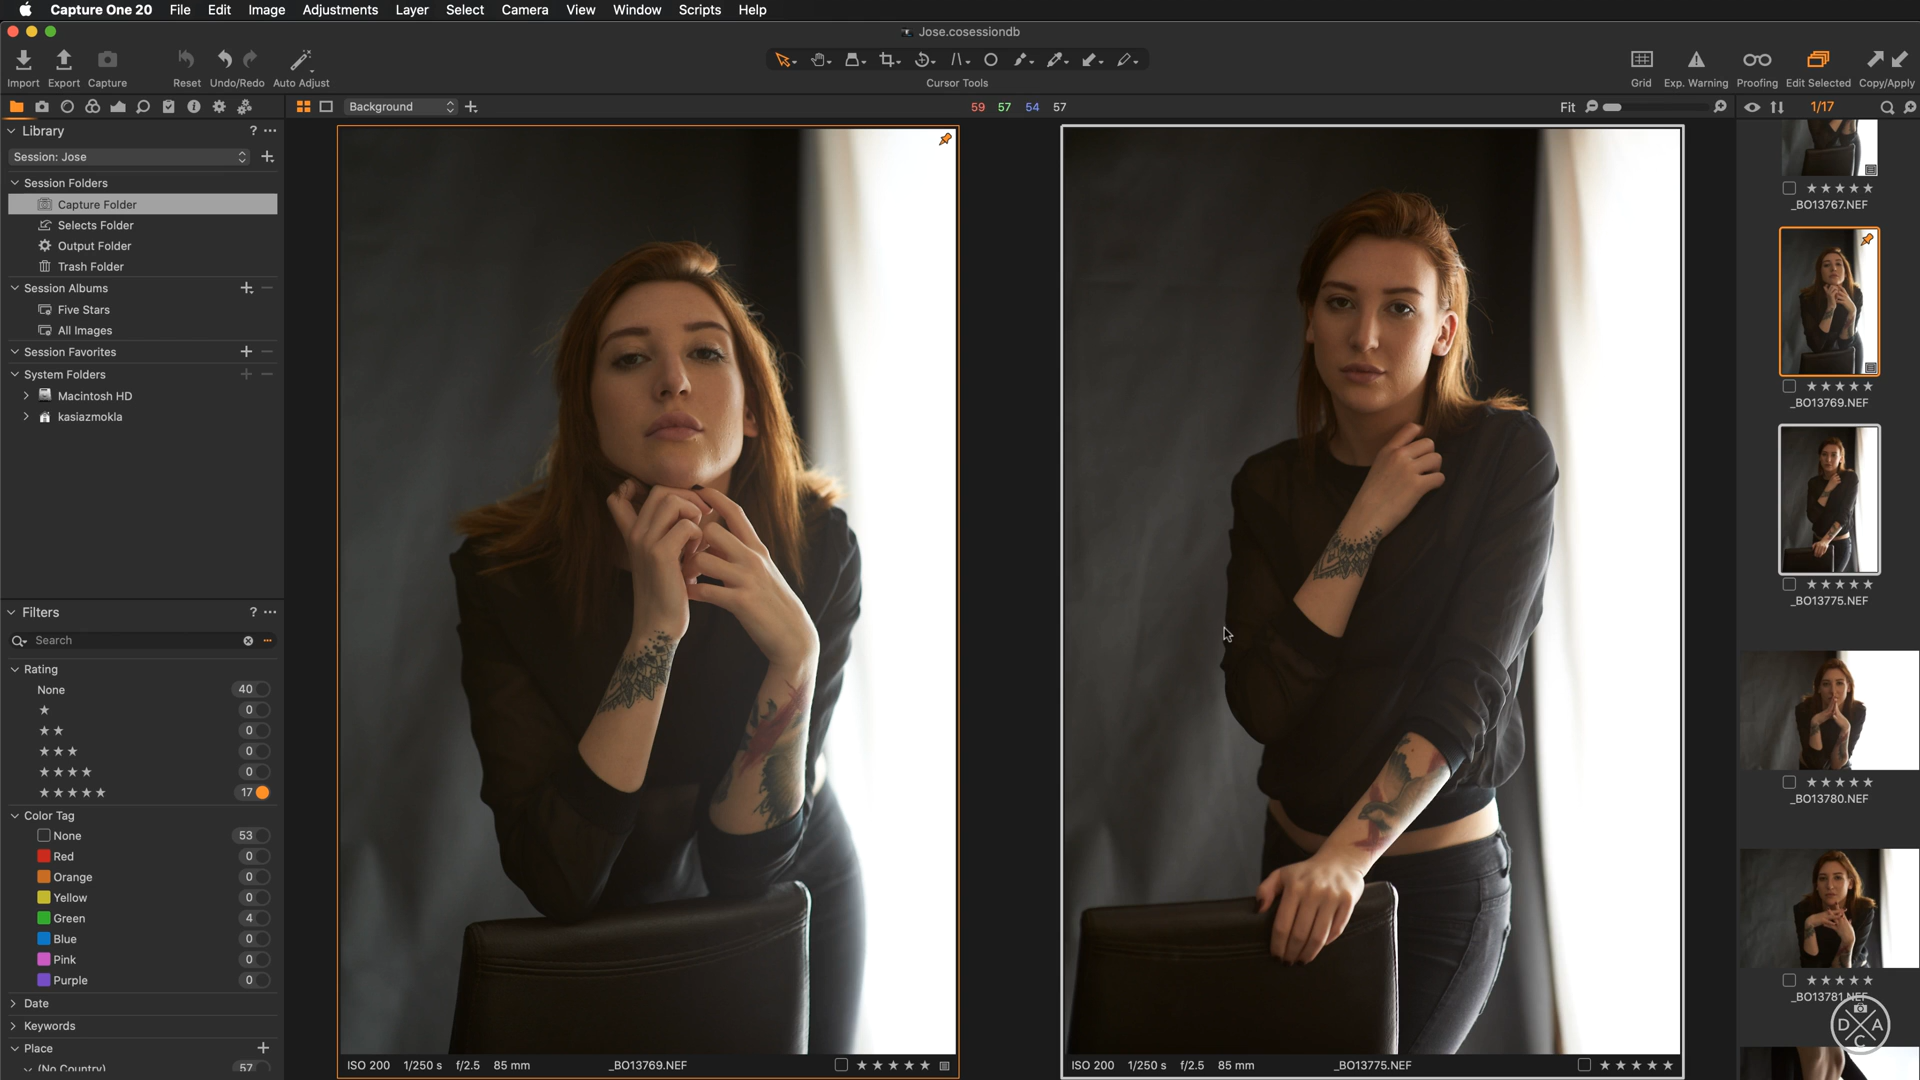 Capture One 20 File Edit Image Adjustments Layer Select Camera View Window Scripts Help
Jose.cosessiondb
Import Export Capture Reset Undo/Redo Auto Adjust Cursor Tools Grid Exp. Warning Proofing Edit Selected Copy/Apply
Background 59 57 54 57 Fit 1/17
Library ? ...
Session: Jose
Session Folders
Capture Folder
Selects Folder
Output Folder
Trash Folder
Session Albums
Five Stars
All Images
Session Favorites
System Folders
Macintosh HD
kasiazmokla
Filters ? ...
Search
Rating
None 40
★ 0
★ ★ 0
★ ★ ★ 0
★ ★ ★ ★ 0
★ ★ ★ ★ ★ 17
Color Tag
None 53
Red 0
Orange 0
Yellow 0
Green 4
Blue 0
Pink 0
Purple 0
Date
Keywords
Place
(No Country) 57
ISO 200 1/250 s f/2.5 85 mm _BO13769.NEF ★ ★ ★ ★ ★
ISO 200 1/250 s f/2.5 85 mm _BO13775.NEF ★ ★ ★ ★ ★
★ ★ ★ ★ ★
_BO13767.NEF
★ ★ ★ ★ ★
_BO13769.NEF
★ ★ ★ ★ ★
_BO13775.NEF
★ ★ ★ ★ ★
_BO13780.NEF
★ ★ ★ ★ ★
_BO13781.NEF
D A C